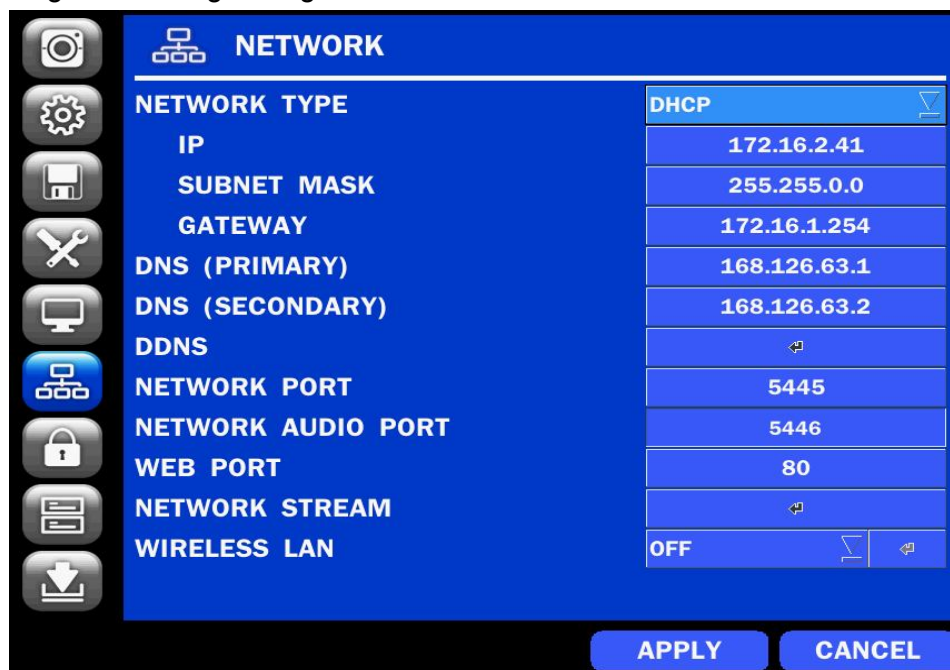 NETWORK
NETWORK TYPE DHCP
IP 172.16.2.41
SUBNET MASK 255.255.0.0
GATEWAY 172.16.1.254
DNS (PRIMARY) 168.126.63.1
DNS (SECONDARY) 168.126.63.2
DDNS
NETWORK PORT 5445
NETWORK AUDIO PORT 5446
WEB PORT 80
NETWORK STREAM
WIRELESS LAN OFF
APPLY CANCEL